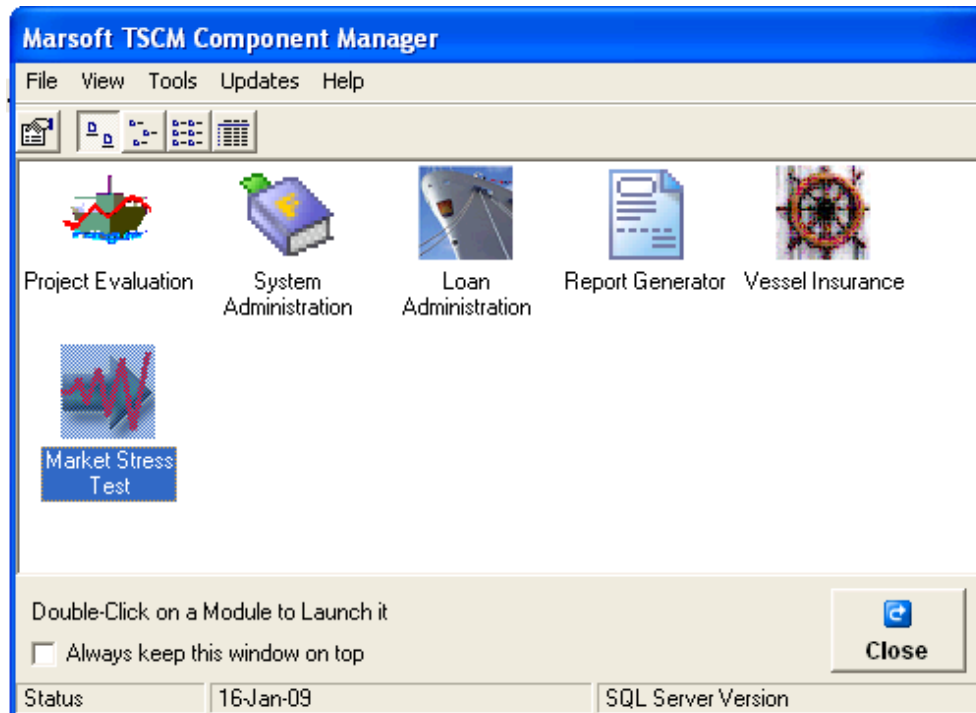 Marsoft TSCM Component Manager
File View Tools Updates Help
Project Evaluation
System
Administration
Loan
Administration
Report Generator
Vessel Insurance
Market Stress
Test
Double-Click on a Module to Launch it
Always keep this window on top
Close
Status 16-Jan-09 SQL Server Version